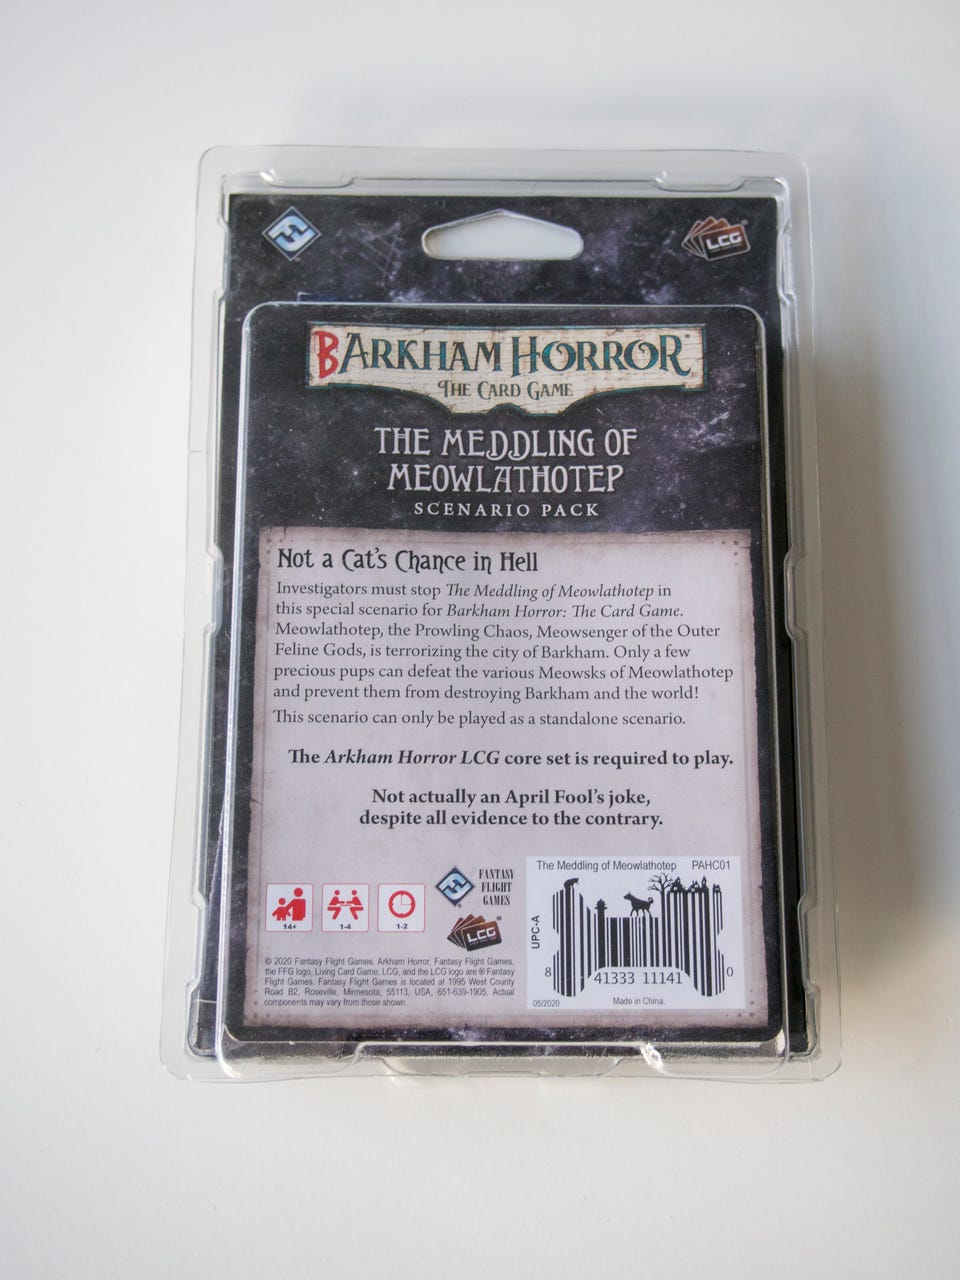 LCG
BARKHAM HORROR
THE CARD GAME
THE MEDDLING OF
MEOWLATHOTEP
SCENARIO PACK
Not a Cat's Chance in Hell
Investigators must stop The Meddling of Meowlathotep in
this special scenario for Barkham Horror: The Card Game.
Meowlathotep, the Prowling Chaos, Meowsenger of the Outer
Feline Gods, is terrorizing the city of Barkham. Only a few
precious pups can defeat the various Meowsks of Meowlathotep
and prevent them from destroying Barkham and the world!
This scenario can only be played as a standalone scenario.
The Arkham Horror LCG core set is required to play.
Not actually an April Fool's joke,
despite all evidence to the contrary.
14+
1-4
1-2
FANTASY
FLIGHT
GAMES
LCG
The Meddling of Meowlathotep PAHC01
UPC-A
8 41333 11141 0
05/2020 Made in China.
© 2020 Fantasy Flight Games. Arkham Horror, Fantasy Flight Games,
the FFG logo, Living Card Game, LCG, and the LCG logo are ® Fantasy
Flight Games. Fantasy Flight Games is located at 1995 West County
Road B2, Roseville, Minnesota, 55113, USA, 651-639-1905. Actual
components may vary from those shown.